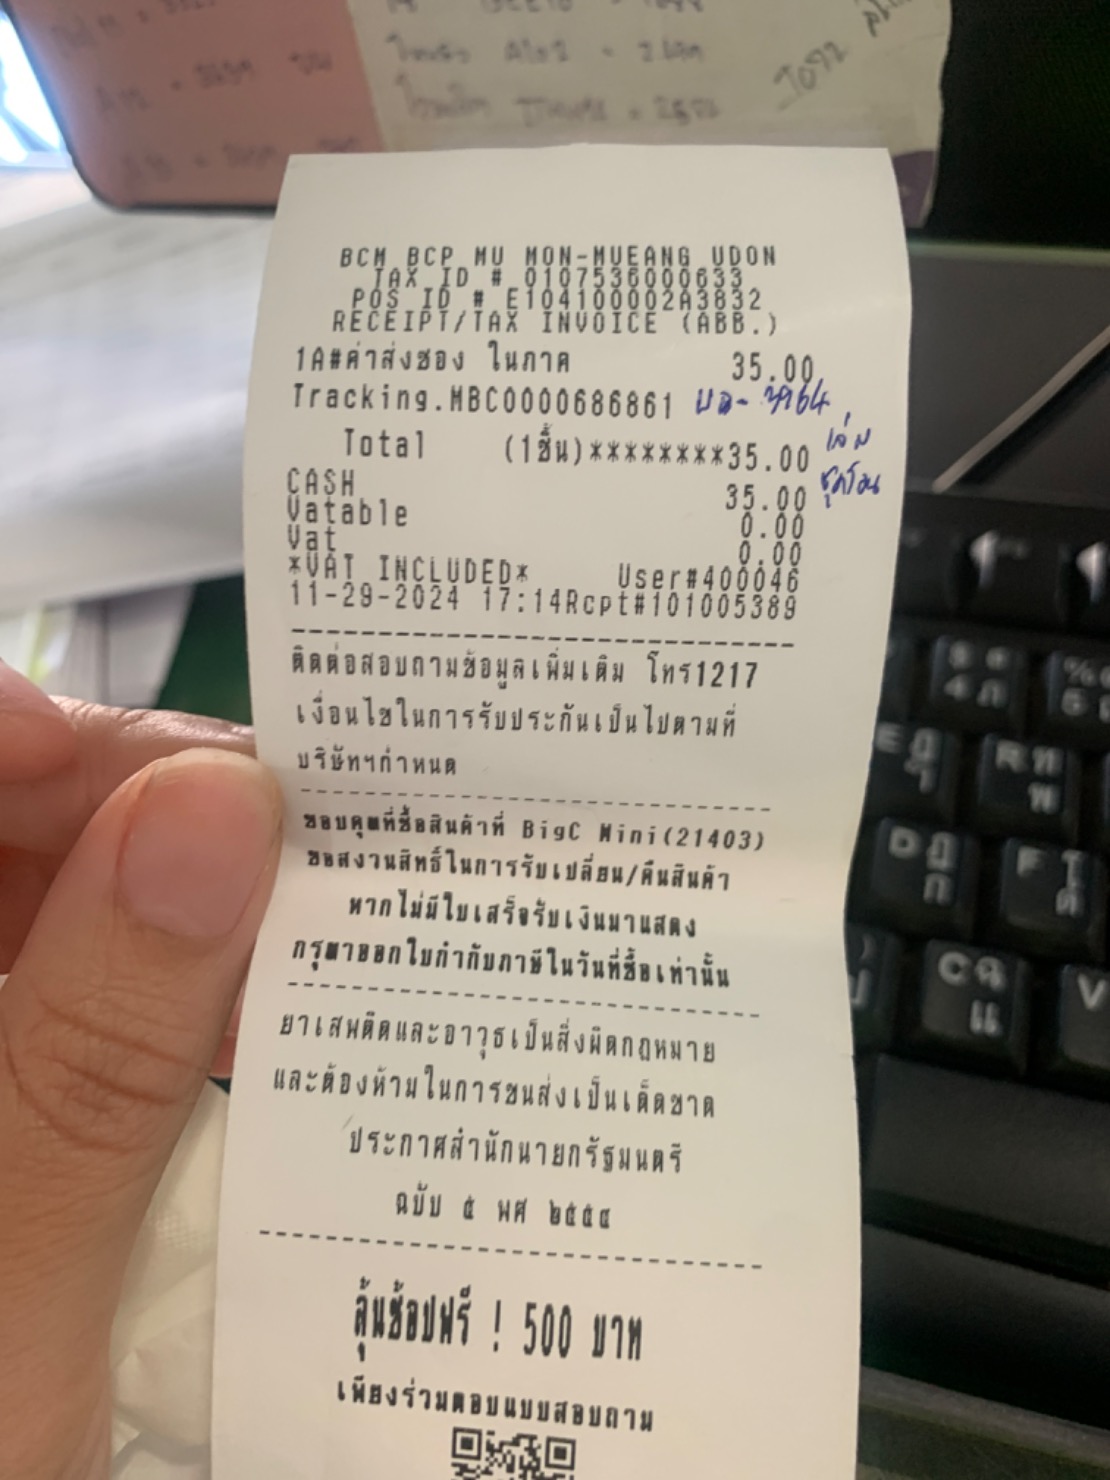 BCM BCP MU MON-MUEANG UDON
TAX ID # 0107536000633
POS ID # E104100002A3832
RECEIPT/TAX INVOICE (ABB.)
1A#ค่าส่งซอง ในภาค 35.00
Tracking.MBC0000686861
Total (1ชิ้น)********35.00
เล่ม
CASH 35.00
ชุดโอน
Vatable 0.00
Vat 0.00
*VAT INCLUDED* User#400046
11-29-2024 17:14Rcpt#101005389
ติดต่อสอบถามข้อมูลเพิ่มเติม โทร1217
เงื่อนไขในการรับประกันเป็นไปตามที่
บริษัทฯกำหนด
ขอบคุณที่ซื้อสินค้าที่ BigC Mini(21403)
ขอสงวนสิทธิ์ในการรับเปลี่ยน/คืนสินค้า
หากไม่มีใบเสร็จรับเงินมาแสดง
กรุณาออกใบกำกับภาษีในวันที่ซื้อเท่านั้น
ยาเสพติดและอาวุธเป็นสิ่งผิดกฎหมาย
และต้องห้ามในการขนส่งเป็นเด็ดขาด
ประกาศสำนักนายกรัฐมนตรี
ฉบับ ๕ พศ ๒๕๕๔
ลุ้นช้อปฟรี ! 500 บาท
เพียงร่วมตอบแบบสอบถาม